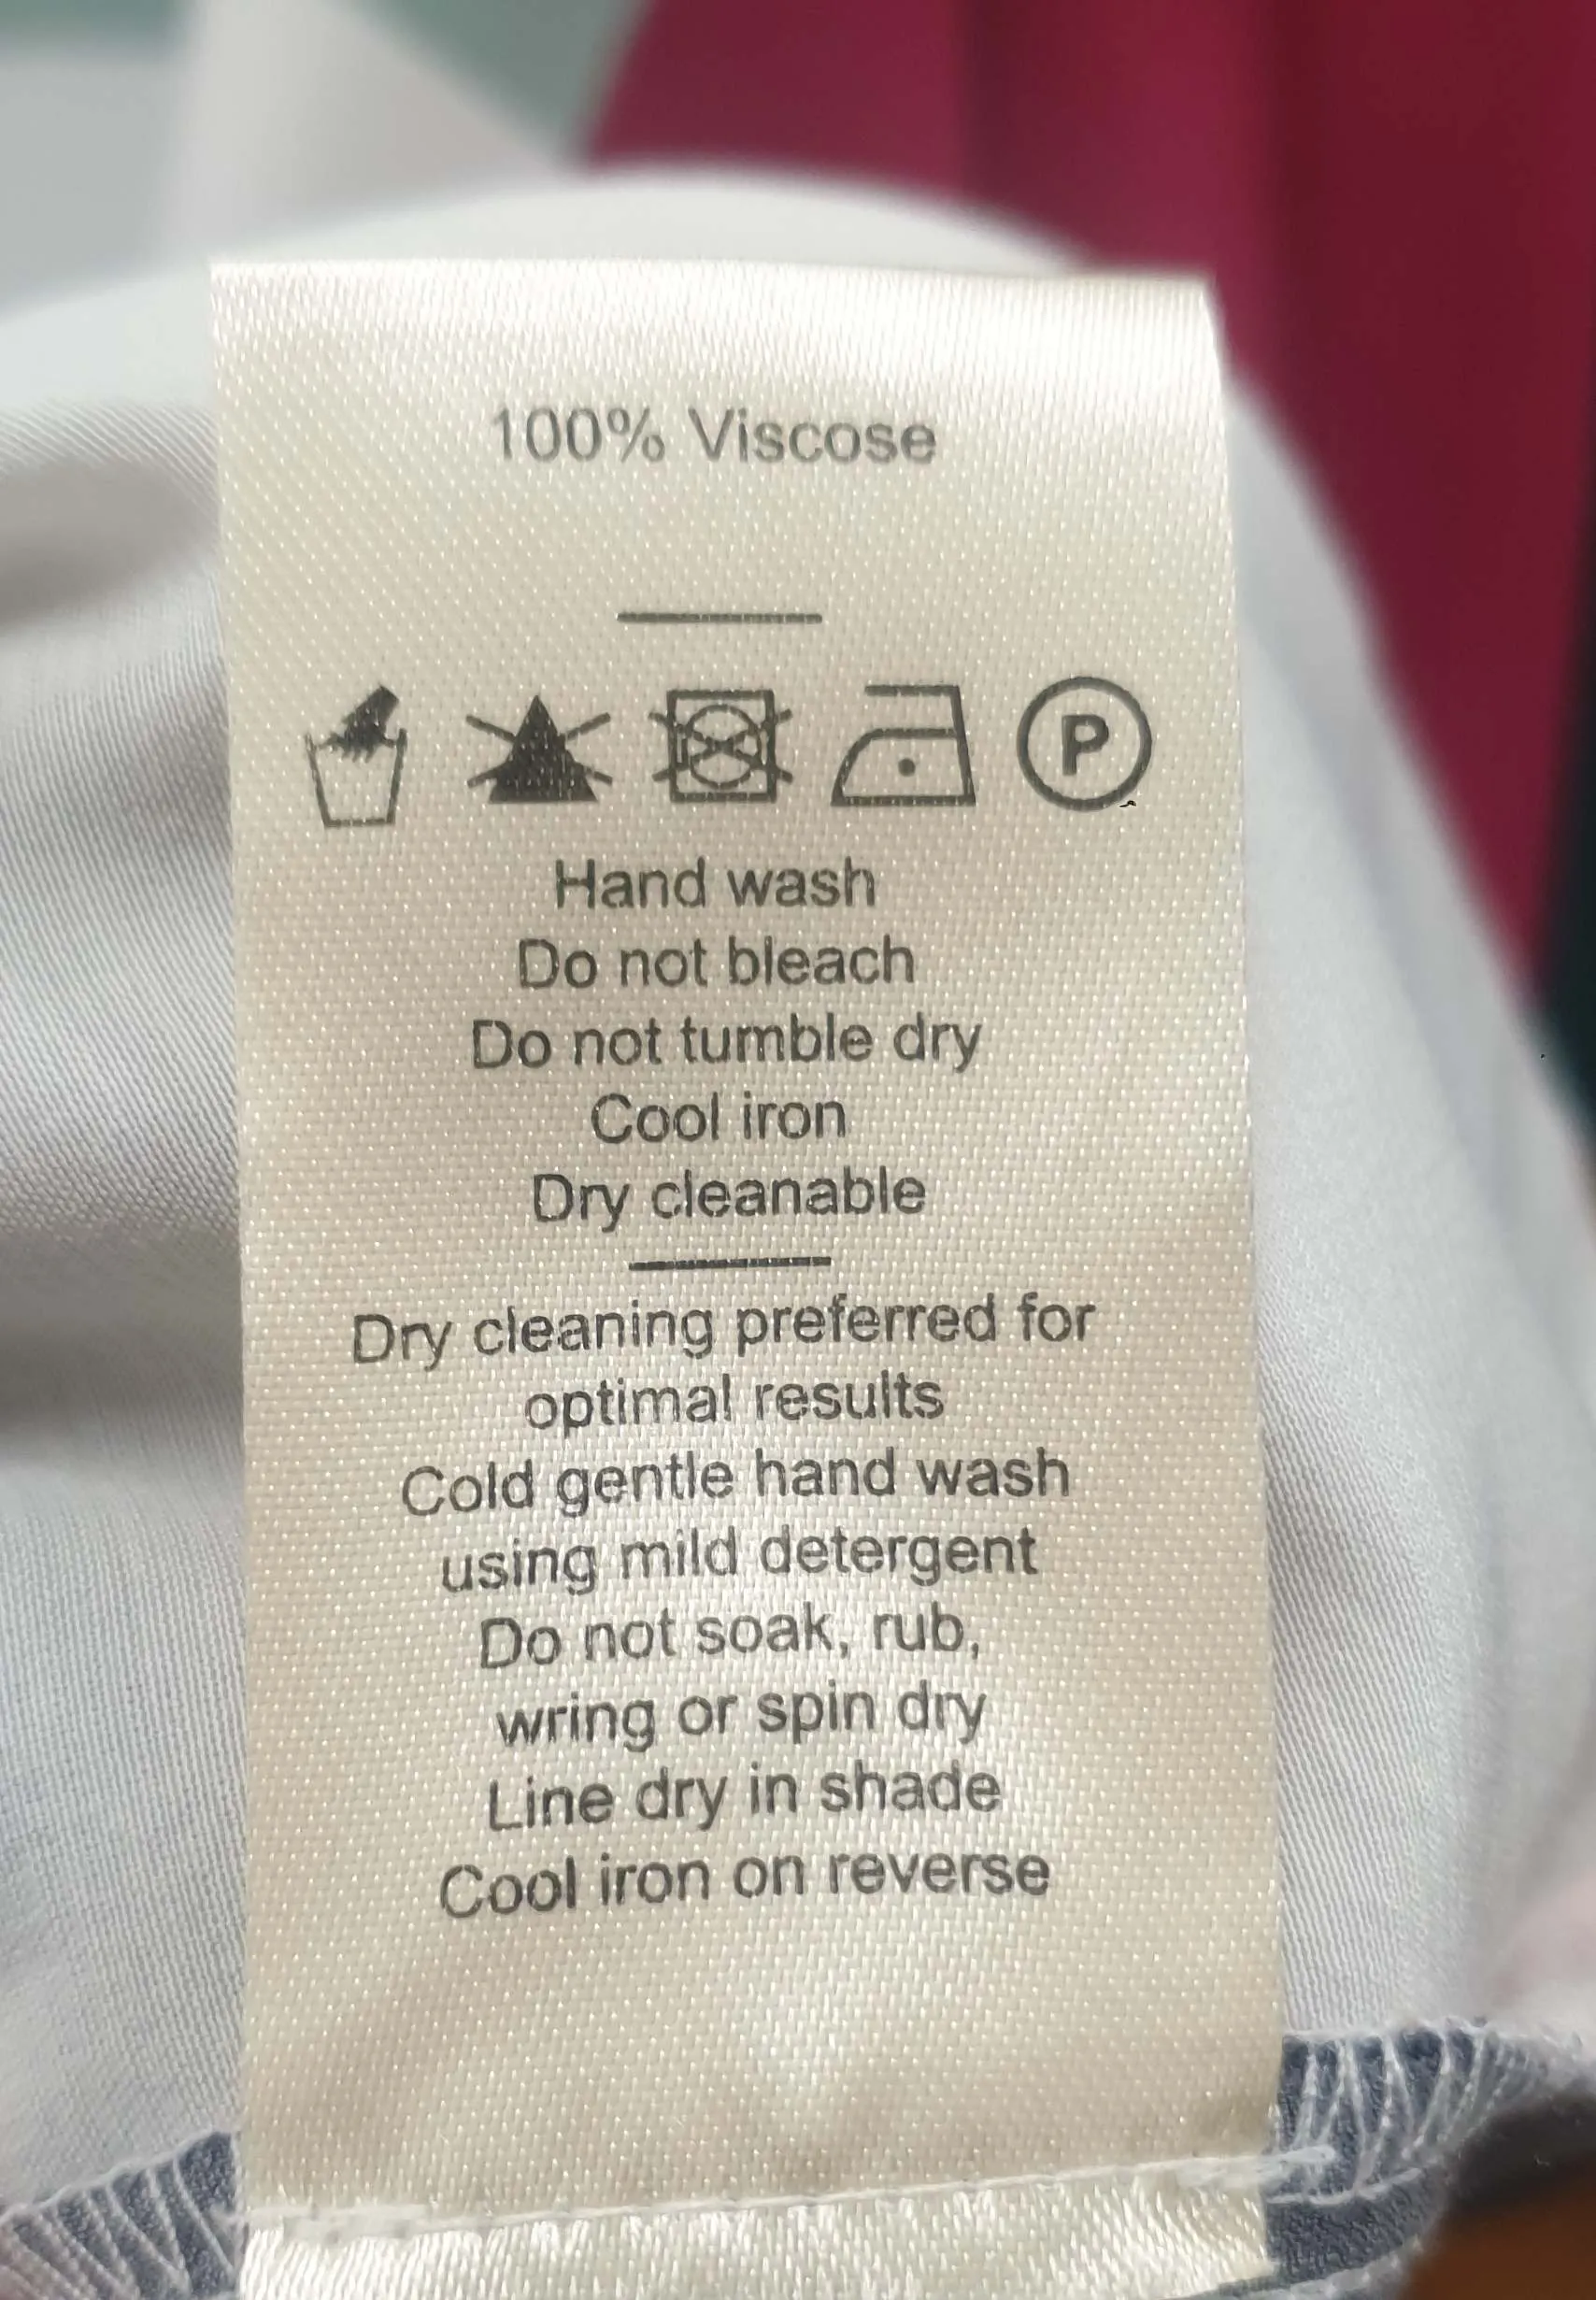 100% Viscose
P
Hand wash
Do not bleach
Do not tumble dry
Cool iron
Dry cleanable
Dry cleaning preferred for
optimal results
Cold gentle hand wash
using mild detergent
Do not soak, rub,
wring or spin dry
Line dry in shade
Cool iron on reverse